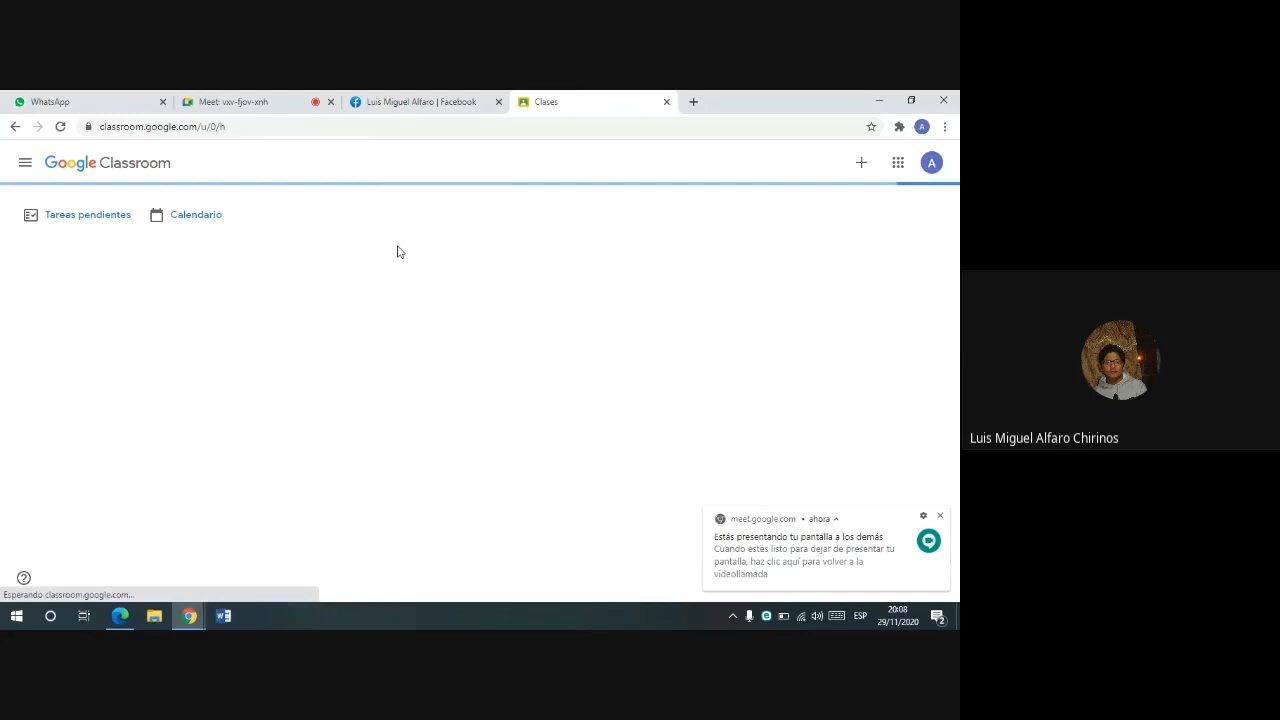 WhatsApp
Meet: vxv-fjov-xnh
Luis Miguel Alfaro | Facebook
Clases
classroom.google.com/u/0/h
A
Google Classroom
A
Tareas pendientes
Calendario
meet.google.com • ahora
Estás presentando tu pantalla a los demás
Cuando estés listo para dejar de presentar tu
pantalla, haz clic aquí para volver a la
videollamada
Luis Miguel Alfaro Chirinos
Esperando classroom.google.com...
ESP
20:08
29/11/2020
2